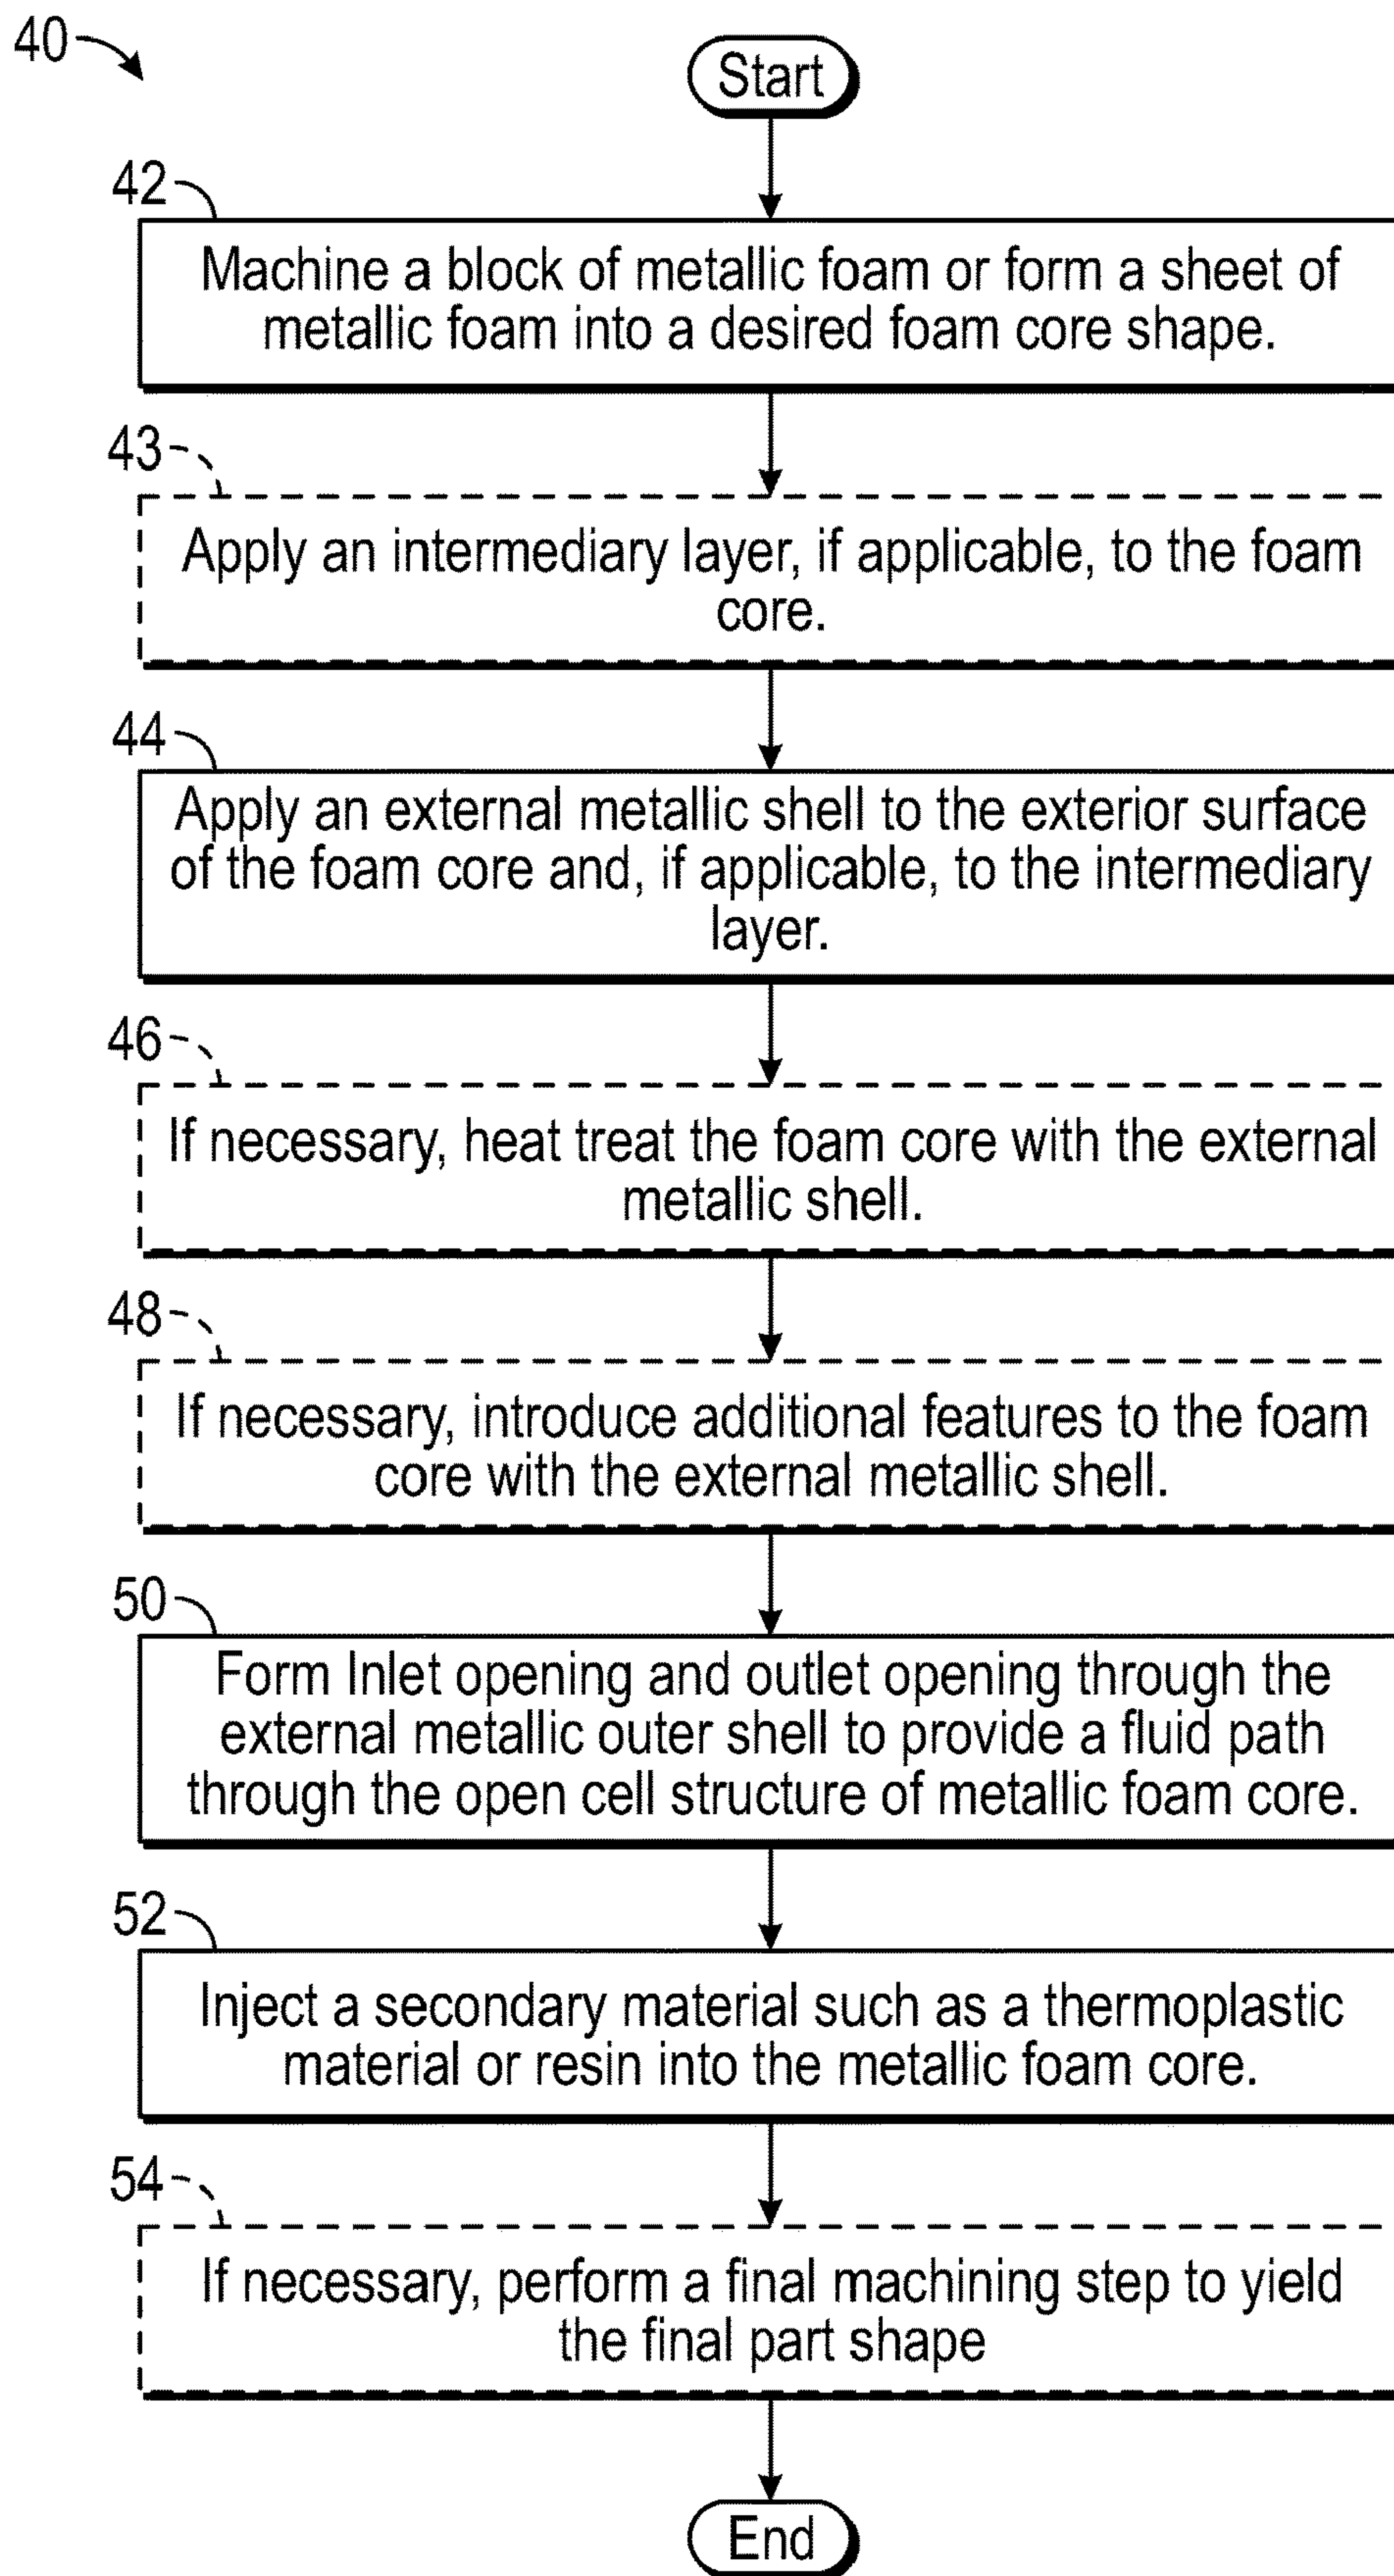 40
Start
42
Machine a block of metallic foam or form a sheet of
metallic foam into a desired foam core shape.
43
Apply an intermediary layer, if applicable, to the foam
core.
44
Apply an external metallic shell to the exterior surface
of the foam core and, if applicable, to the intermediary
layer.
46
If necessary, heat treat the foam core with the external
metallic shell.
48
If necessary, introduce additional features to the foam
core with the external metallic shell.
50
Form Inlet opening and outlet opening through the
external metallic outer shell to provide a fluid path
through the open cell structure of metallic foam core.
52
Inject a secondary material such as a thermoplastic
material or resin into the metallic foam core.
54
If necessary, perform a final machining step to yield
the final part shape
End